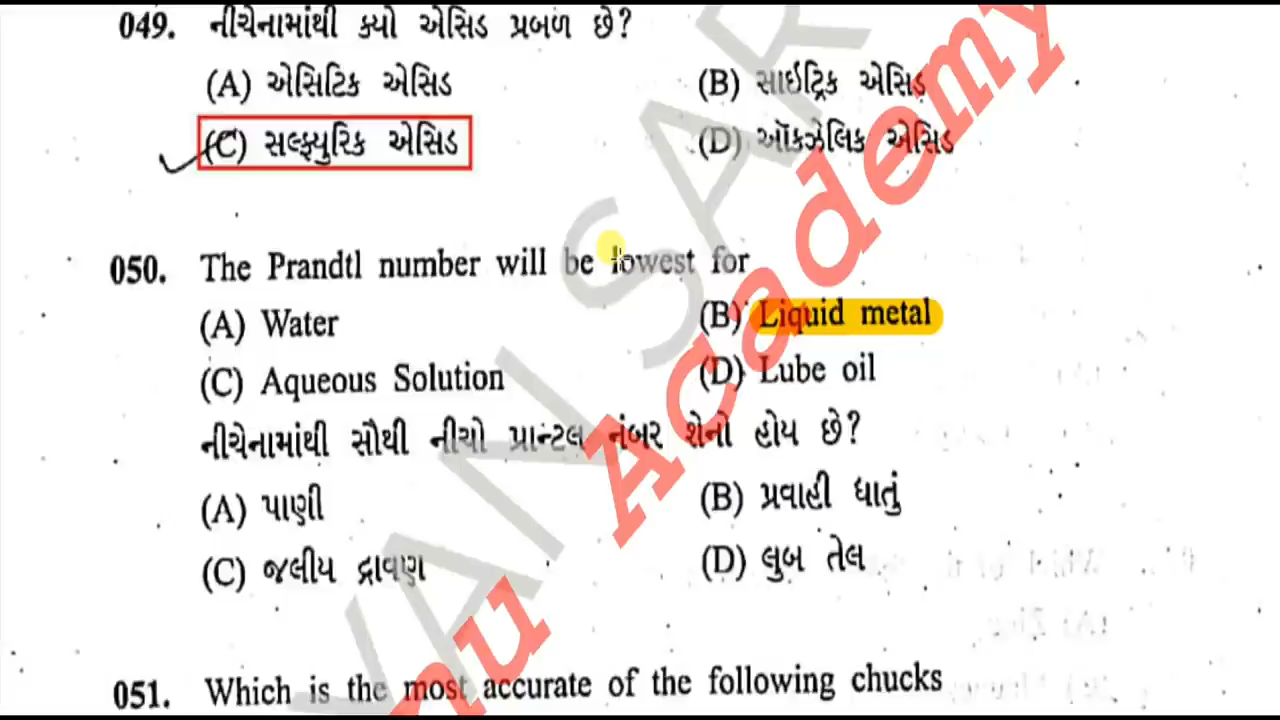 049. નીચેનામાંથી ક્યો એસિડ પ્રબળ છે?
(A) એસિટિક એસિડ (B) સાઇટ્રિક એસિડ
(C) સલ્ફ્યુરિક એસિડ (D) ઑકઝેલિક એસિડ
050. The Prandtl number will be lowest for
(A) Water (B) Liquid metal
(C) Aqueous Solution (D) Lube oil
નીચેનામાંથી સૌથી નીચો પ્રાન્ટલ નંબર શેનો હોય છે?
(A) પાણી (B) પ્રવાહી ધાતું
(C) જલીય દ્રાવણ (D) લુબ તેલ
051. Which is the most accurate of the following chucks
SAR
Academy